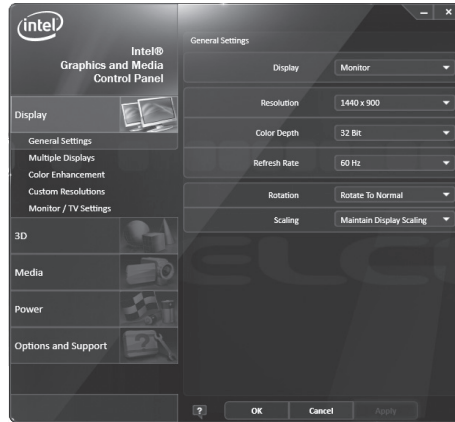 intel
Intel®
Graphics and Media
Control Panel
Display
General Settings
Multiple Displays
Color Enhancement
Custom Resolutions
Monitor / TV Settings
3D
Media
Power
Options and Support
General Settings
Display Monitor
Resolution 1440 x 900
Color Depth 32 Bit
Refresh Rate 60 Hz
Rotation Rotate To Normal
Scaling Maintain Display Scaling
? OK Cancel Apply